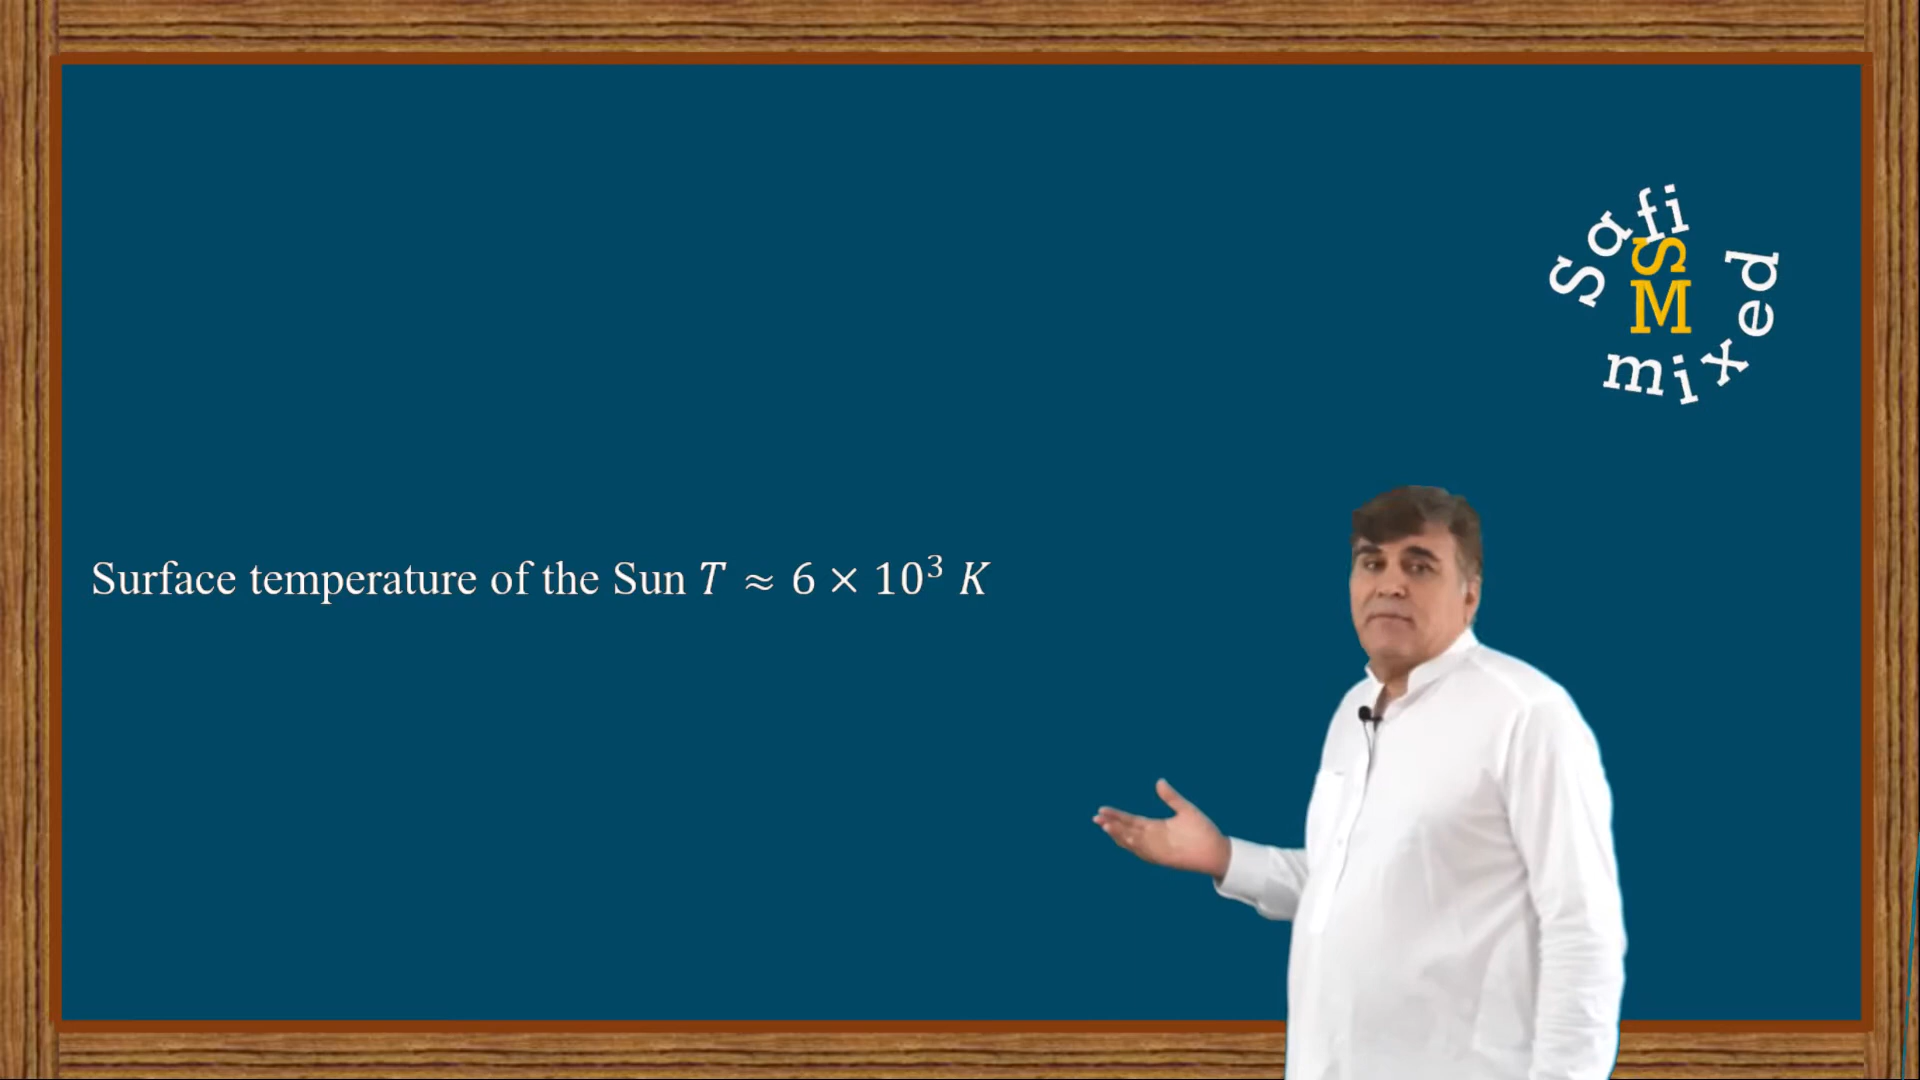 Safi
SM
mixed
Surface temperature of the Sun 𝑇 ≈ 6 × 10³ 𝐾